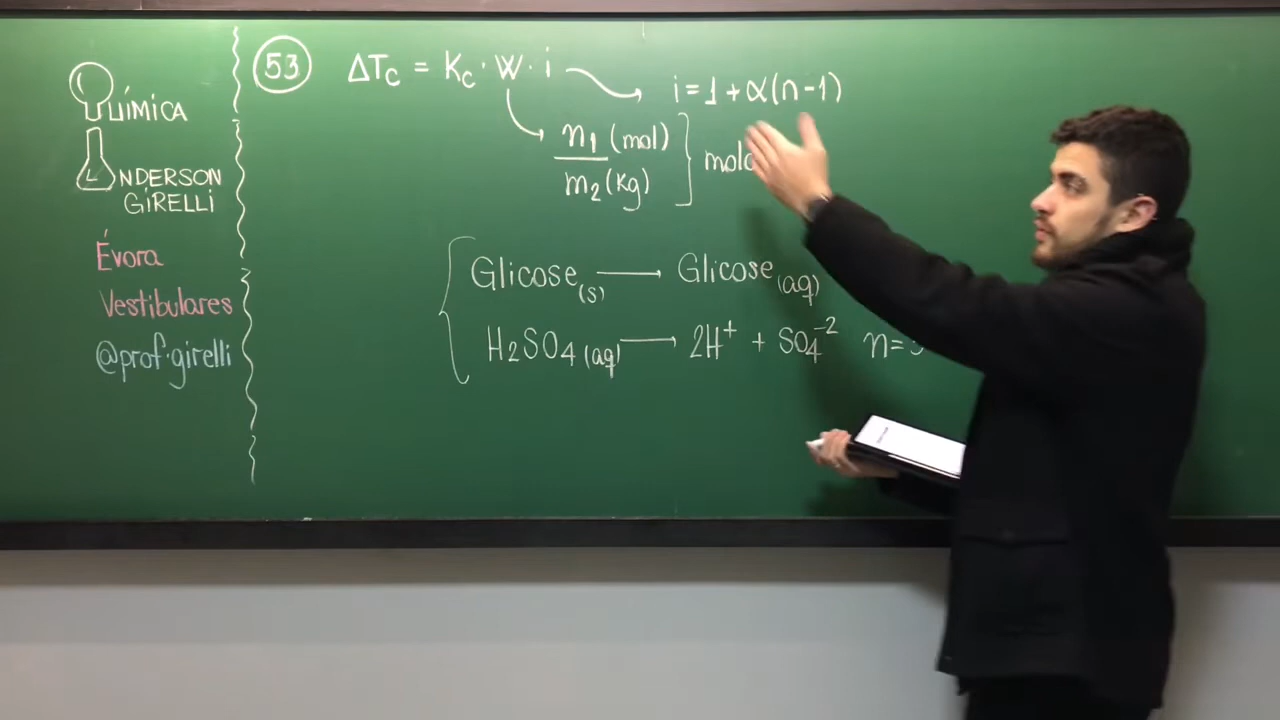 QUÍMICA
ANDERSON
GIRELLI
Évora
Vestibulares
@prof.girelli
53
ΔTc = Kc · W · i
i = 1 + α(n-1)
n1 (mol)
m2 (Kg)
Glicose(s) → Glicose(aq)
H2SO4 (aq) → 2H+ + SO4-2 n=